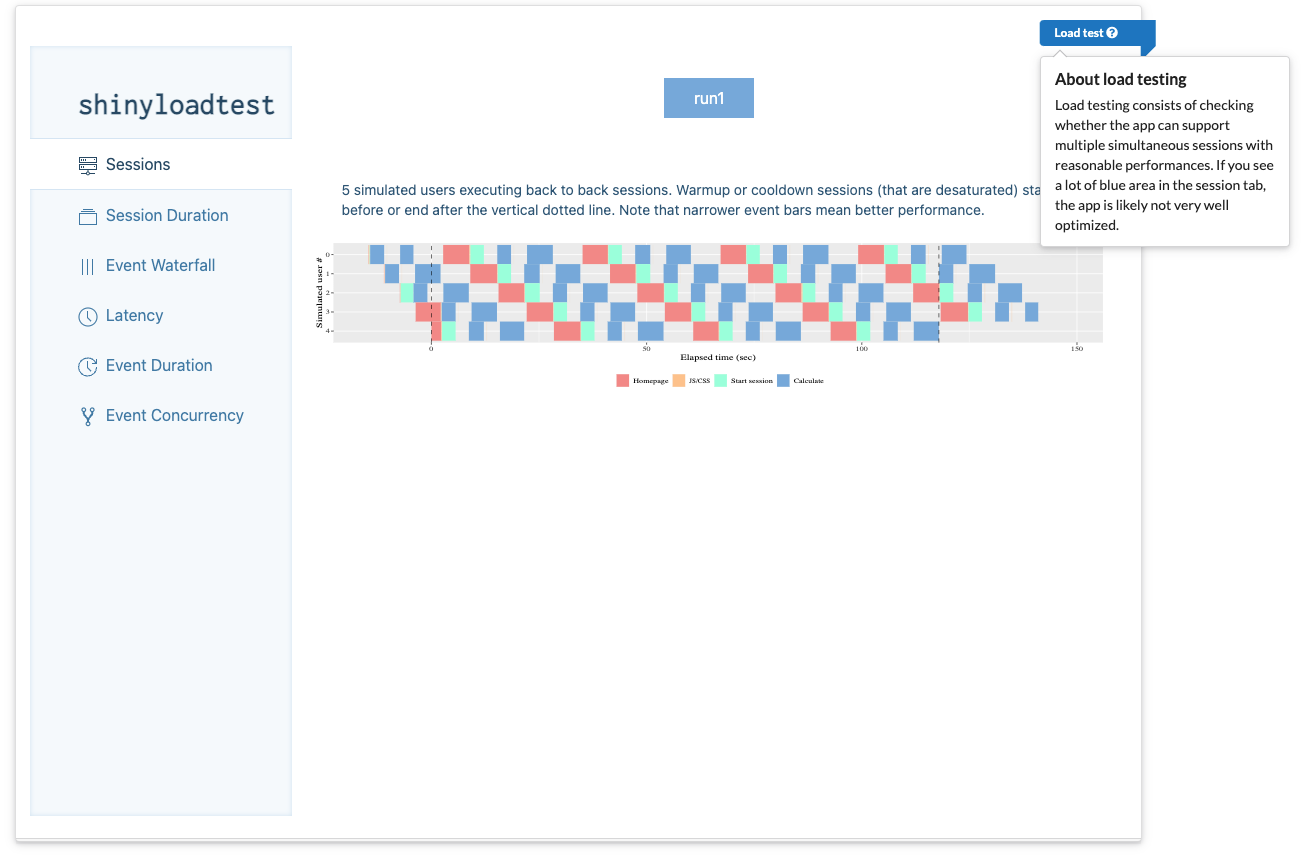 Load test
About load testing
Load testing consists of checking
whether the app can support
multiple simultaneous sessions with
reasonable performances. If you see
a lot of blue area in the session tab,
the app is likely not very well
optimized.
shinyloadtest
Sessions
Session Duration
Event Waterfall
Latency
Event Duration
Event Concurrency
run1
5 simulated users executing back to back sessions. Warmup or cooldown sessions (that are desaturated)
before or end after the vertical dotted line. Note that narrower event bars mean better performance.
Simulated user #
0
1
2
3
4
0 50 100 150
Elapsed time (sec)
Homepage JS/CSS Start session Calculate